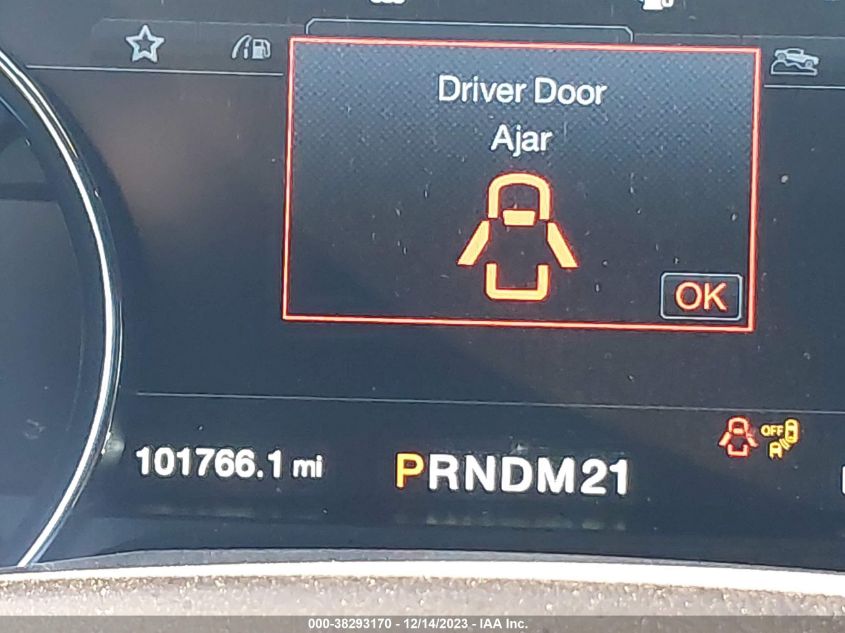 Driver Door
Ajar
OK
OFF
101766.1 mi
PRNDM21
000-38293170 - 12/14/2023 - IAA Inc.